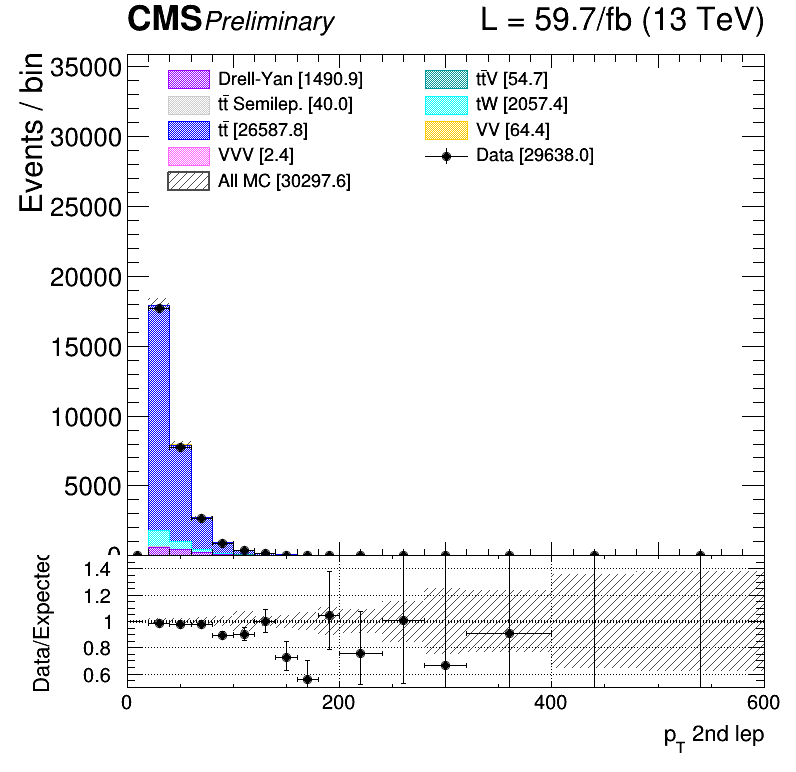 CMS Preliminary L = 59.7/fb (13 TeV)
Events / bin
35000
30000
25000
20000
15000
10000
5000
0
Drell-Yan [1490.9]
tt̄ Semilep. [40.0]
tt̄ [26587.8]
VVV [2.4]
All MC [30297.6]
tt̄V [54.7]
tW [2057.4]
VV [64.4]
Data [29638.0]
Data/Expected
1.4
1.2
1
0.8
0.6
0 200 400 600
p_T 2nd lep